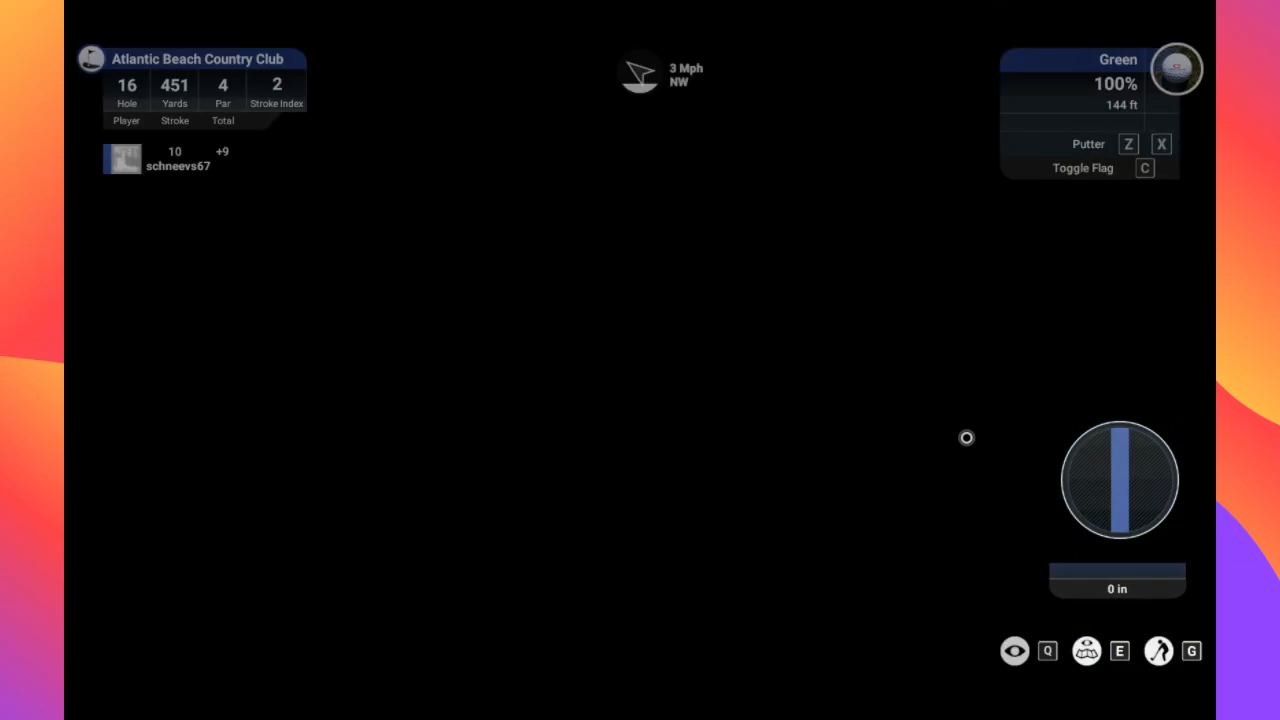 Atlantic Beach Country Club
16 451 4 2
Hole Yards Par Stroke Index
Player Stroke Total
10 +9
schneevs67
3 Mph
NW
Green
100%
144 ft
Putter Z X
Toggle Flag C
0 in
Q E G